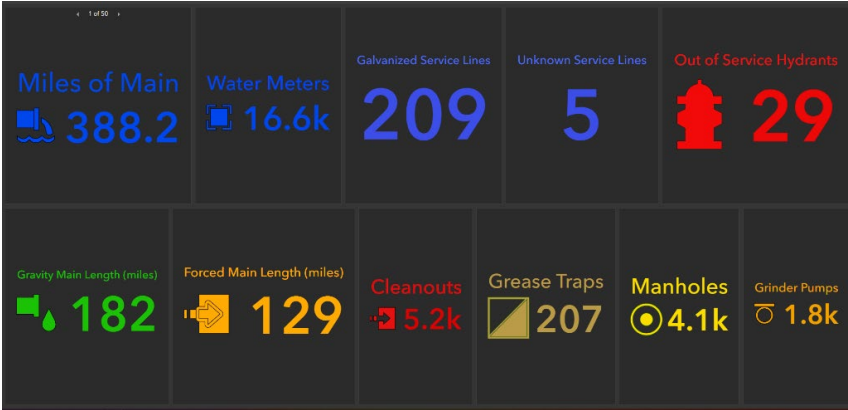 1 of 50
Miles of Main
388.2
Water Meters
16.6k
Galvanized Service Lines
209
Unknown Service Lines
5
Out of Service Hydrants
29
Gravity Main Length (miles)
182
Forced Main Length (miles)
129
Cleanouts
5.2k
Grease Traps
207
Manholes
4.1k
Grinder Pumps
1.8k